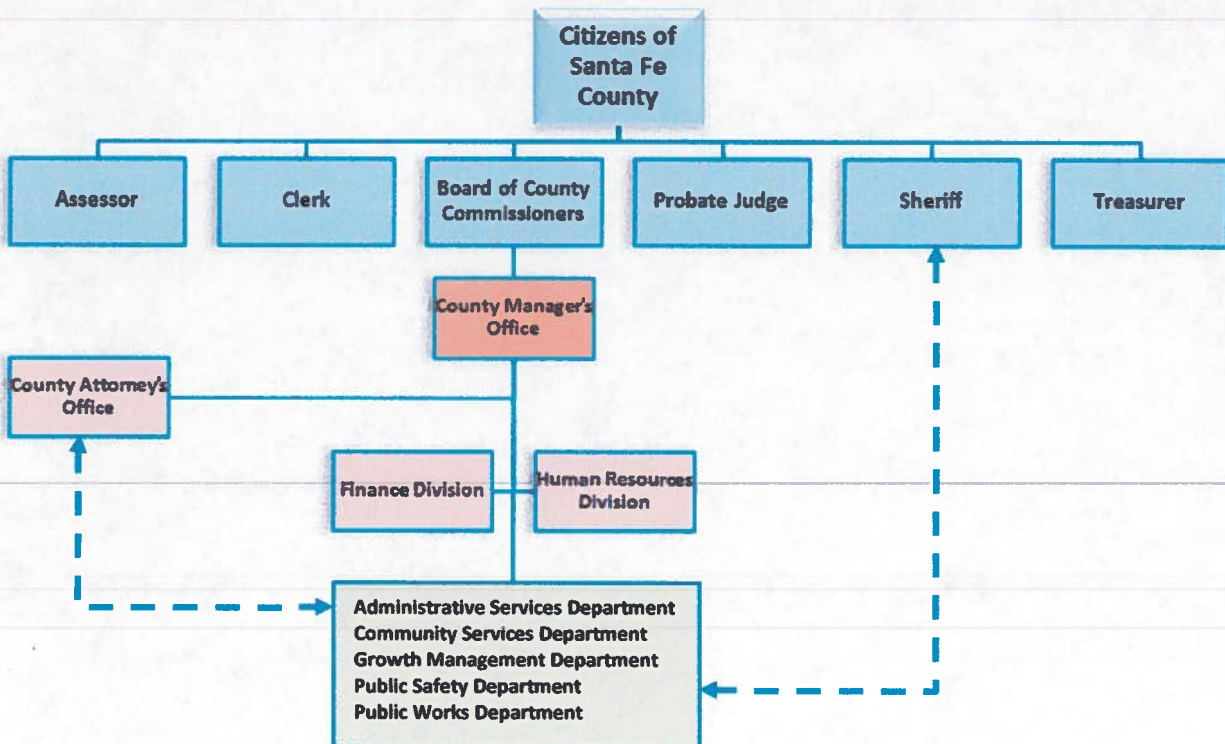 Citizens of
Santa Fe
County
Assessor
Clerk
Board of County
Commissioners
Probate Judge
Sheriff
Treasurer
County Manager's
Office
County Attorney's
Office
Finance Division
Human Resources
Division
Administrative Services Department
Community Services Department
Growth Management Department
Public Safety Department
Public Works Department